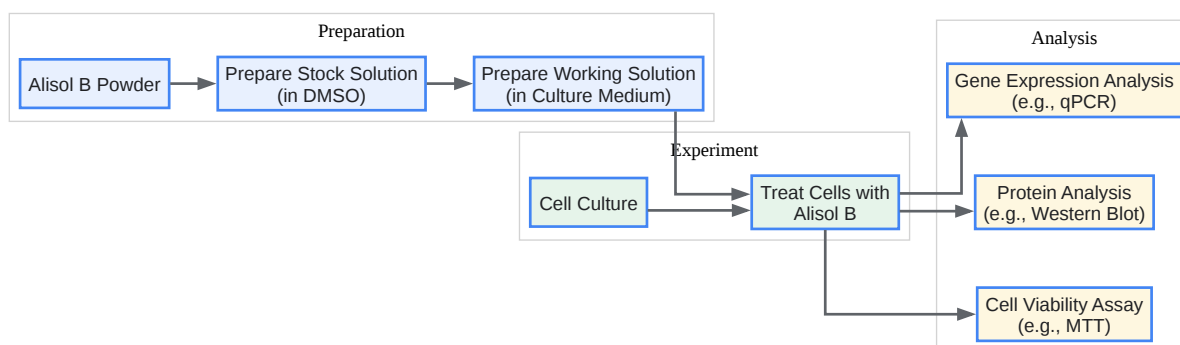 Preparation
Alisol B Powder
Prepare Stock Solution
(in DMSO)
Prepare Working Solution
(in Culture Medium)
Experiment
Cell Culture
Treat Cells with
Alisol B
Analysis
Gene Expression Analysis
(e.g., qPCR)
Protein Analysis
(e.g., Western Blot)
Cell Viability Assay
(e.g., MTT)